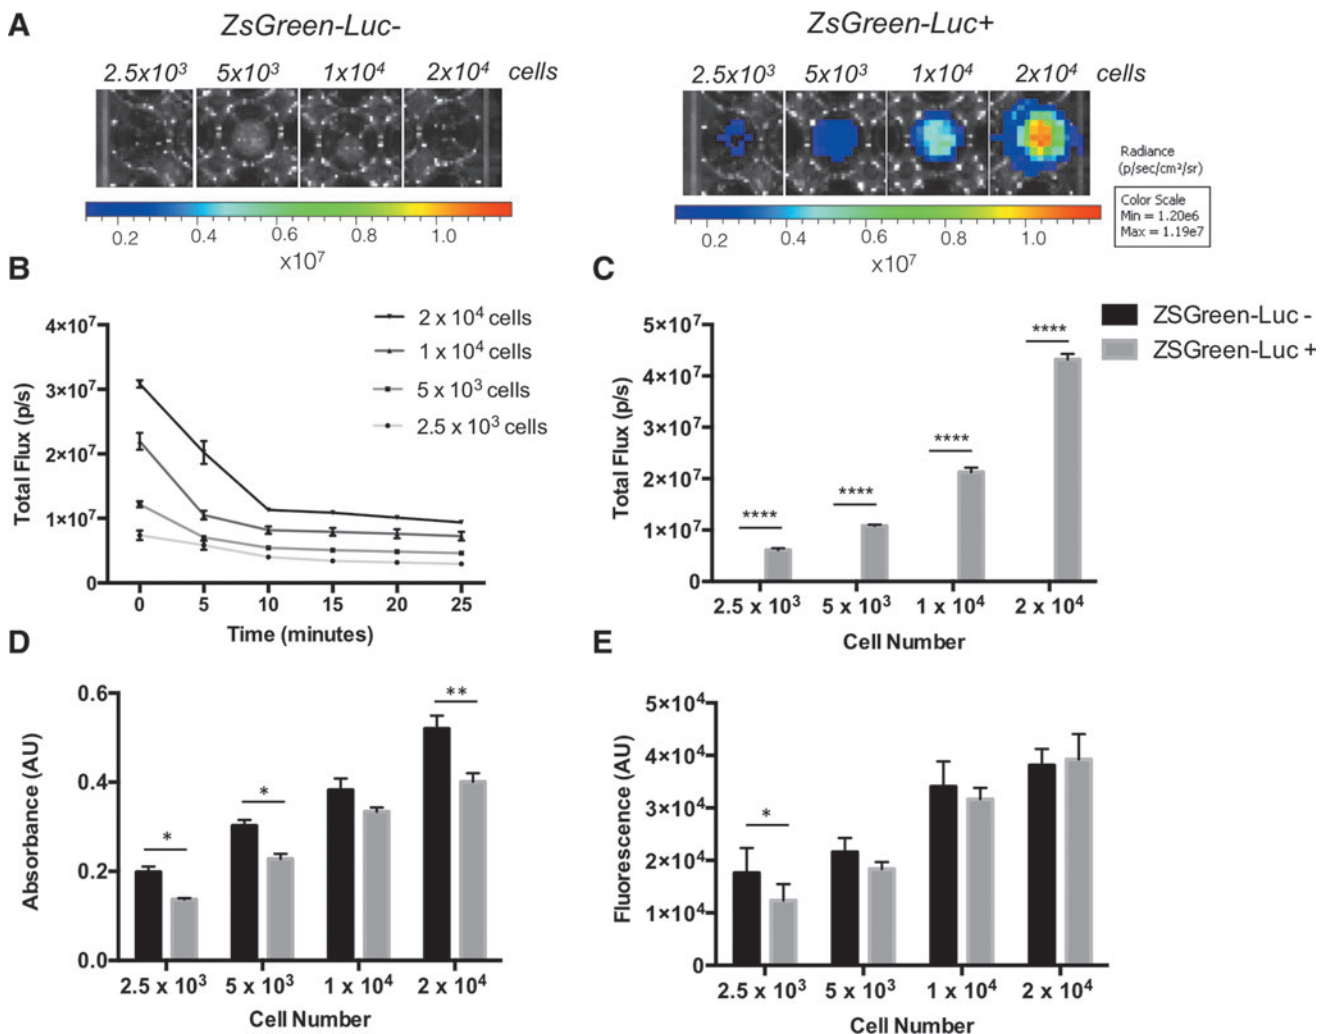 A
ZsGreen-Luc-
ZsGreen-Luc+
2.5x10³ 5x10³ 1x10⁴ 2x10⁴ cells
2.5x10³ 5x10³ 1x10⁴ 2x10⁴ cells
Radiance
(p/sec/cm²/sr)
Color Scale
Min = 1.20e6
Max = 1.19e7
0.2 0.4 0.6 0.8 1.0
x10⁷
0.2 0.4 0.6 0.8 1.0
x10⁷
B
4×10⁷
3×10⁷
2×10⁷
1×10⁷
0
Total Flux (p/s)
2 x 10⁴ cells
1 x 10⁴ cells
5 x 10³ cells
2.5 x 10³ cells
0 5 10 15 20 25
Time (minutes)
C
ZSGreen-Luc -
ZSGreen-Luc +
5×10⁷
4×10⁷
3×10⁷
2×10⁷
1×10⁷
0
Total Flux (p/s)
**** **** **** ****
2.5 x 10³ 5 x 10³ 1 x 10⁴ 2 x 10⁴
Cell Number
D
0.6
0.4
0.2
0.0
Absorbance (AU)
* * **
2.5 x 10³ 5 x 10³ 1 x 10⁴ 2 x 10⁴
Cell Number
E
5×10⁴
4×10⁴
3×10⁴
2×10⁴
1×10⁴
0
Fluorescence (AU)
*
2.5 x 10³ 5 x 10³ 1 x 10⁴ 2 x 10⁴
Cell Number